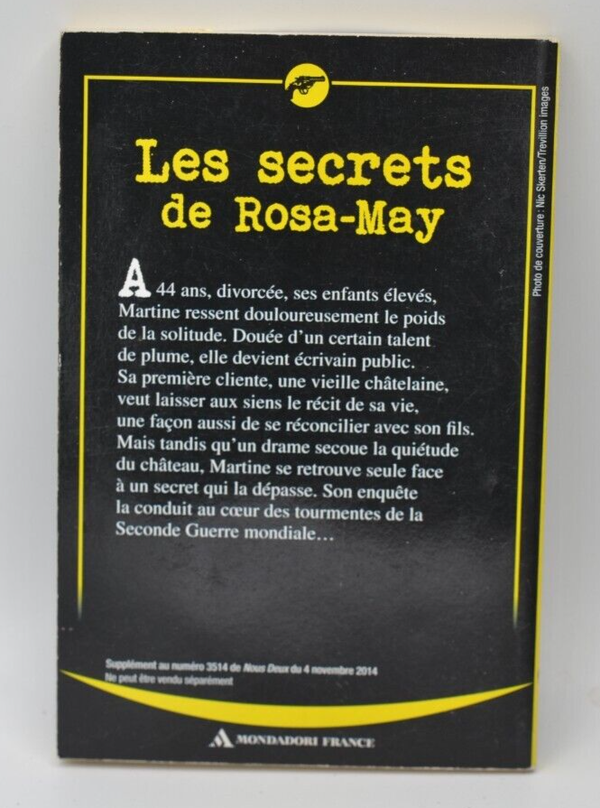 Les secrets
de Rosa-May
A 44 ans, divorcée, ses enfants élevés,
Martine ressent douloureusement le poids
de la solitude. Douée d'un certain talent
de plume, elle devient écrivain public.
Sa première cliente, une vieille châtelaine,
veut laisser aux siens le récit de sa vie,
une façon aussi de se réconcilier avec son fils.
Mais tandis qu'un drame secoue la quiétude
du château, Martine se retrouve seule face
à un secret qui la dépasse. Son enquête
la conduit au cœur des tourmentes de la
Seconde Guerre mondiale…
Photo de couverture : Nic Skerten/Trevillion images
Supplément au numéro 3514 de Nous Deux du 4 novembre 2014
Ne peut être vendu séparément
MONDADORI FRANCE